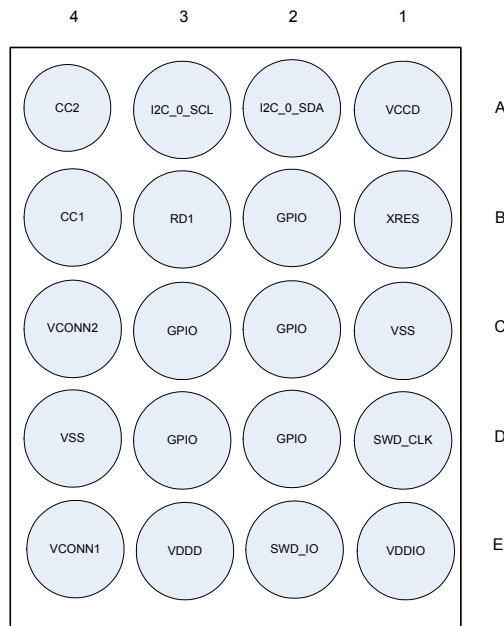 4 3 2 1
CC2 I2C_0_SCL I2C_0_SDA VCCD A
CC1 RD1 GPIO XRES B
VCONN2 GPIO GPIO VSS C
VSS GPIO GPIO SWD_CLK D
VCONN1 VDDD SWD_IO VDDIO E